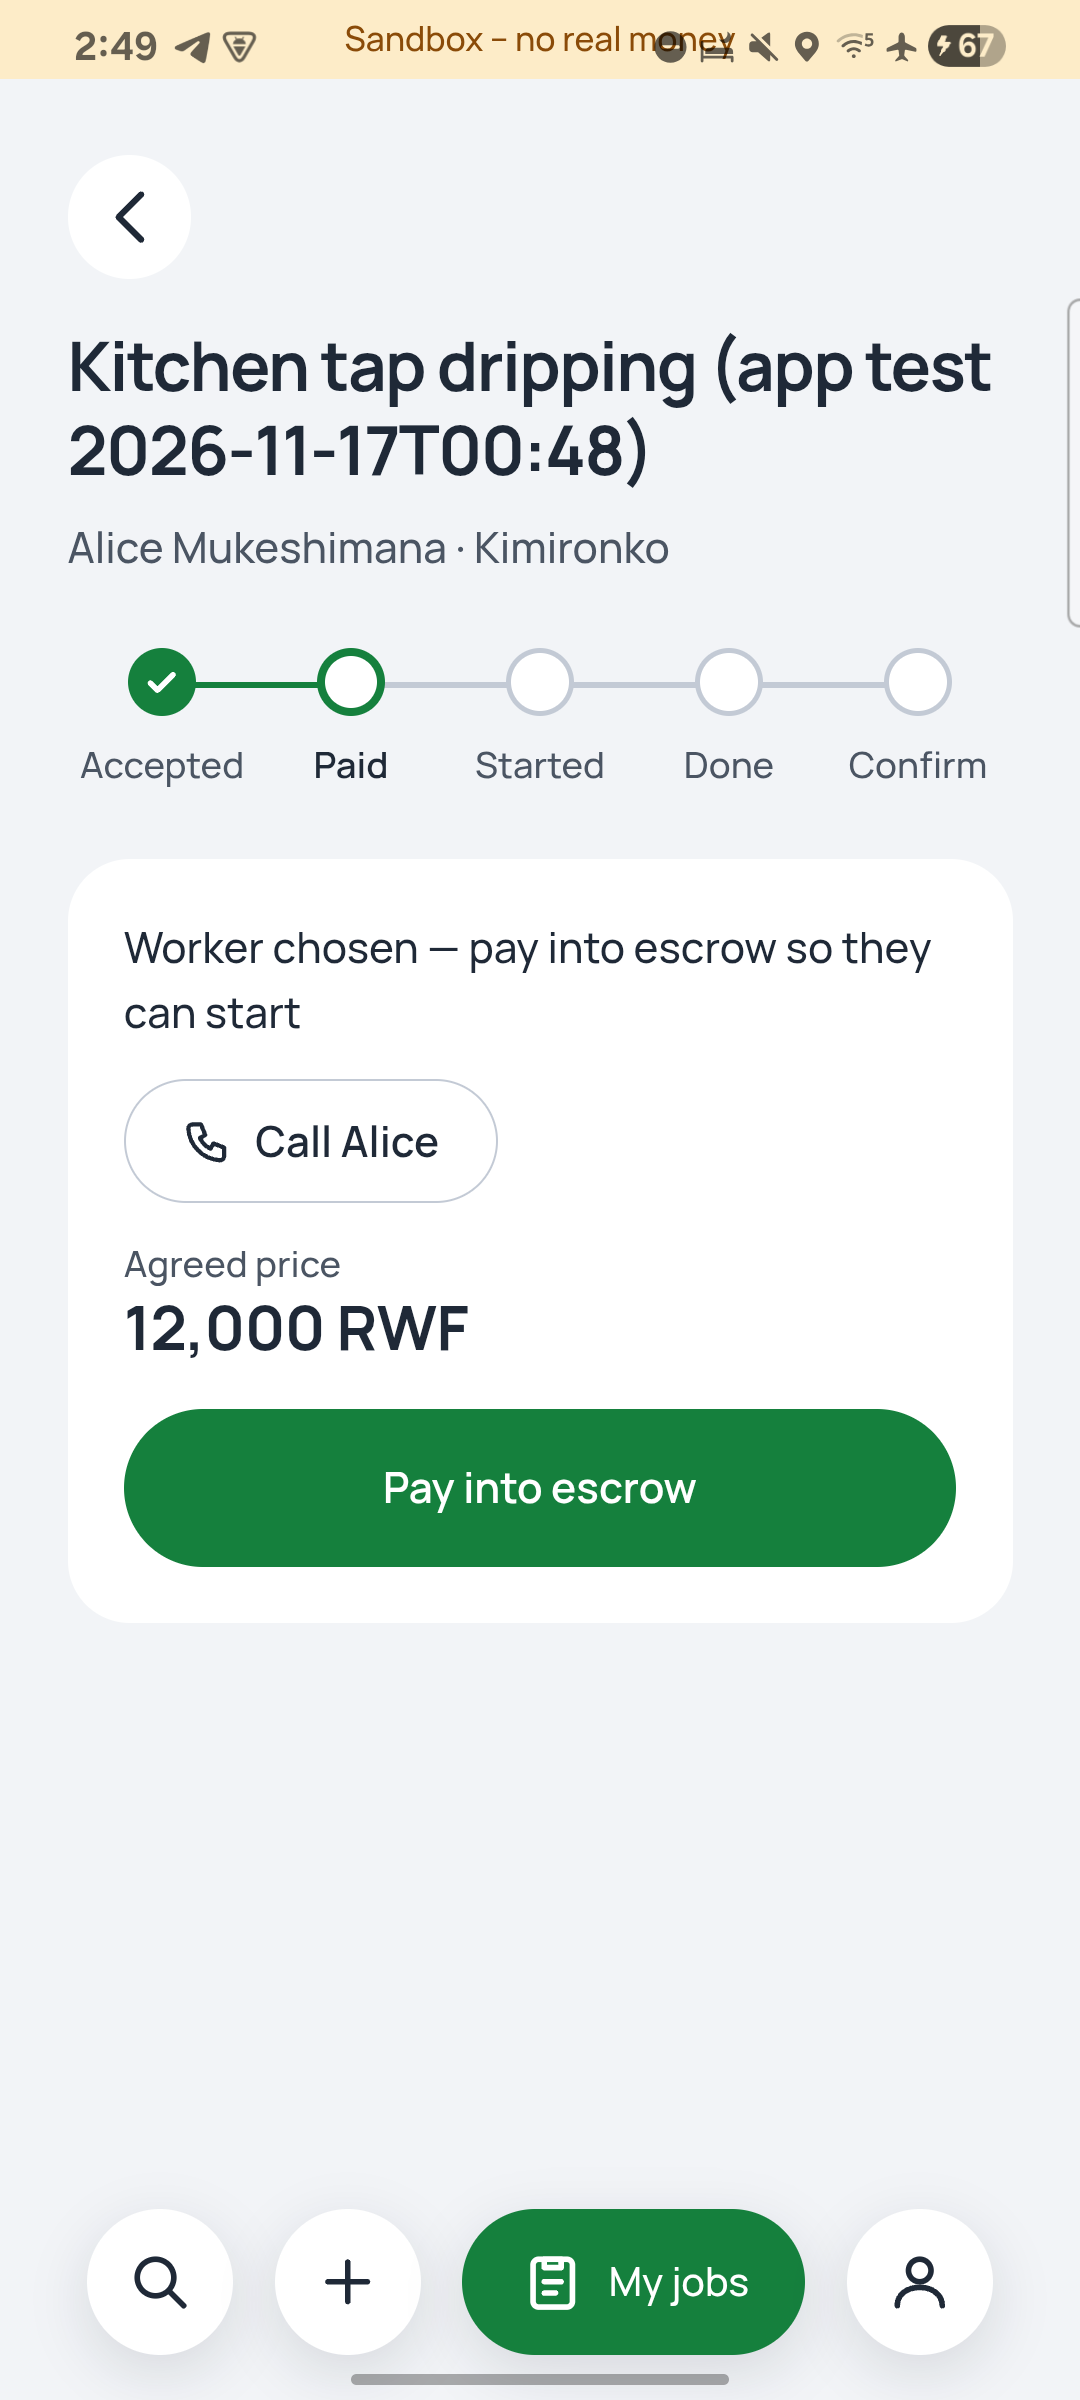 2:49
Sandbox – no real money
5
67
Kitchen tap dripping (app test
2026-11-17T00:48)
Alice Mukeshimana · Kimironko
Accepted
Paid
Started
Done
Confirm
Worker chosen — pay into escrow so they
can start
Call Alice
Agreed price
12,000 RWF
Pay into escrow
My jobs